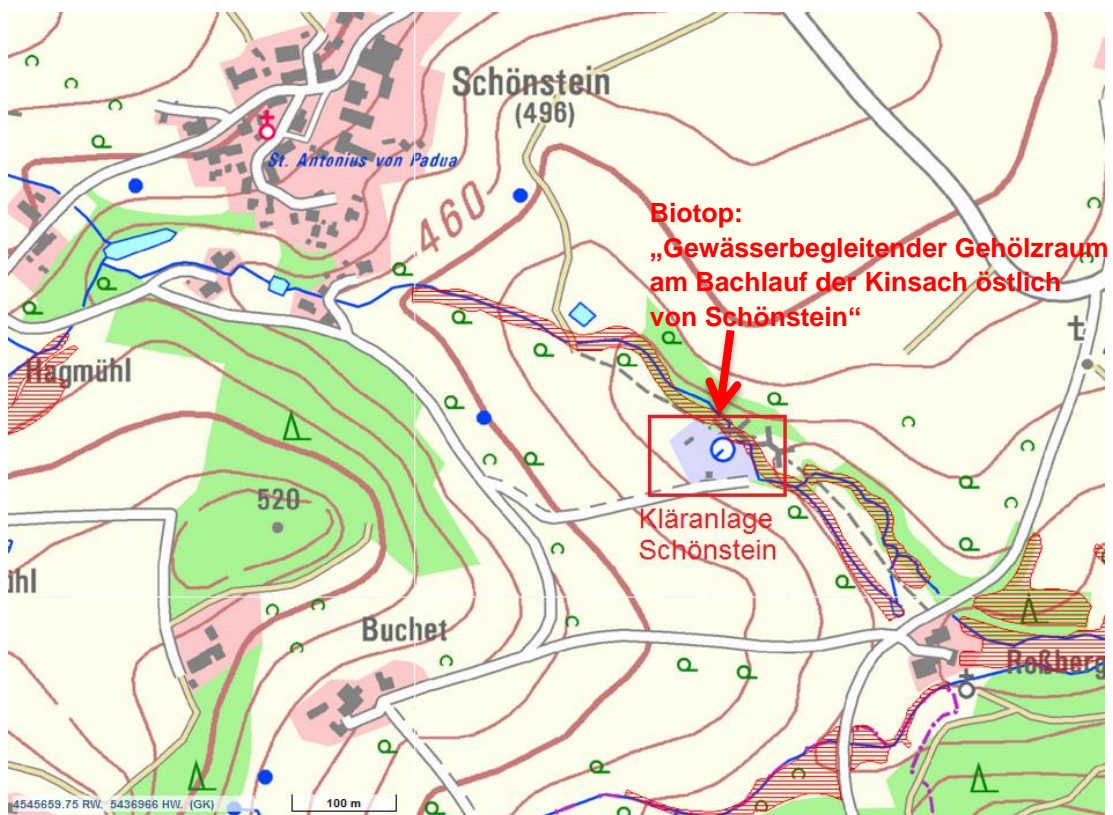 Schönstein
(496)
St. Antonius von Padua
460
Biotop:
„Gewässerbegleitender Gehölzraum
am Bachlauf der Kinsach östlich
von Schönstein“
Hagmühl
520
Kläranlage
Schönstein
ühl
Buchet
Roßberg
4545659.75 RW. 5436966 HW. (GK)
100 m